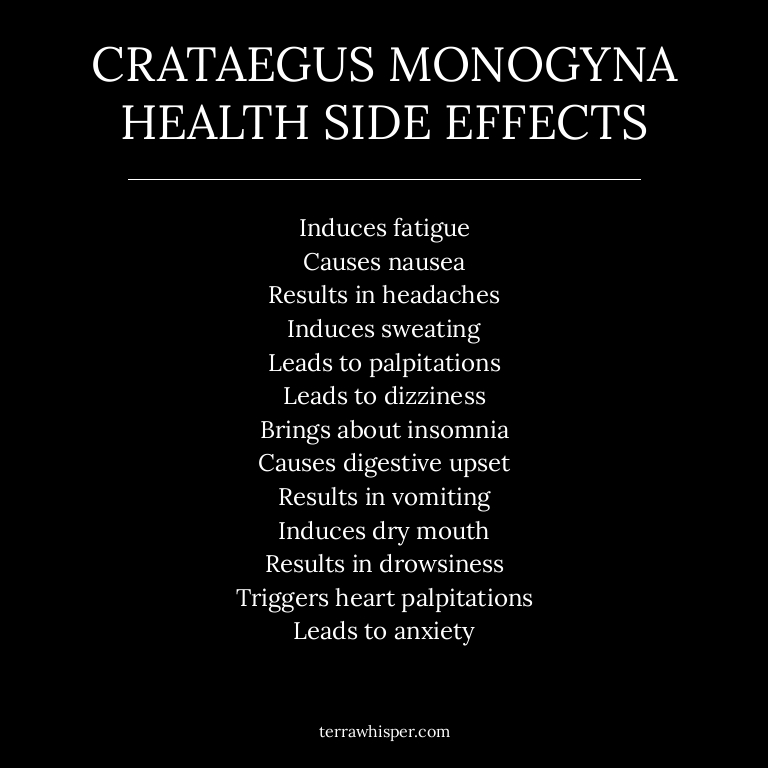 CRATAEGUS MONOGYNA
HEALTH SIDE EFFECTS
Induces fatigue
Causes nausea
Results in headaches
Induces sweating
Leads to palpitations
Leads to dizziness
Brings about insomnia
Causes digestive upset
Results in vomiting
Induces dry mouth
Results in drowsiness
Triggers heart palpitations
Leads to anxiety
terrawhisper.com